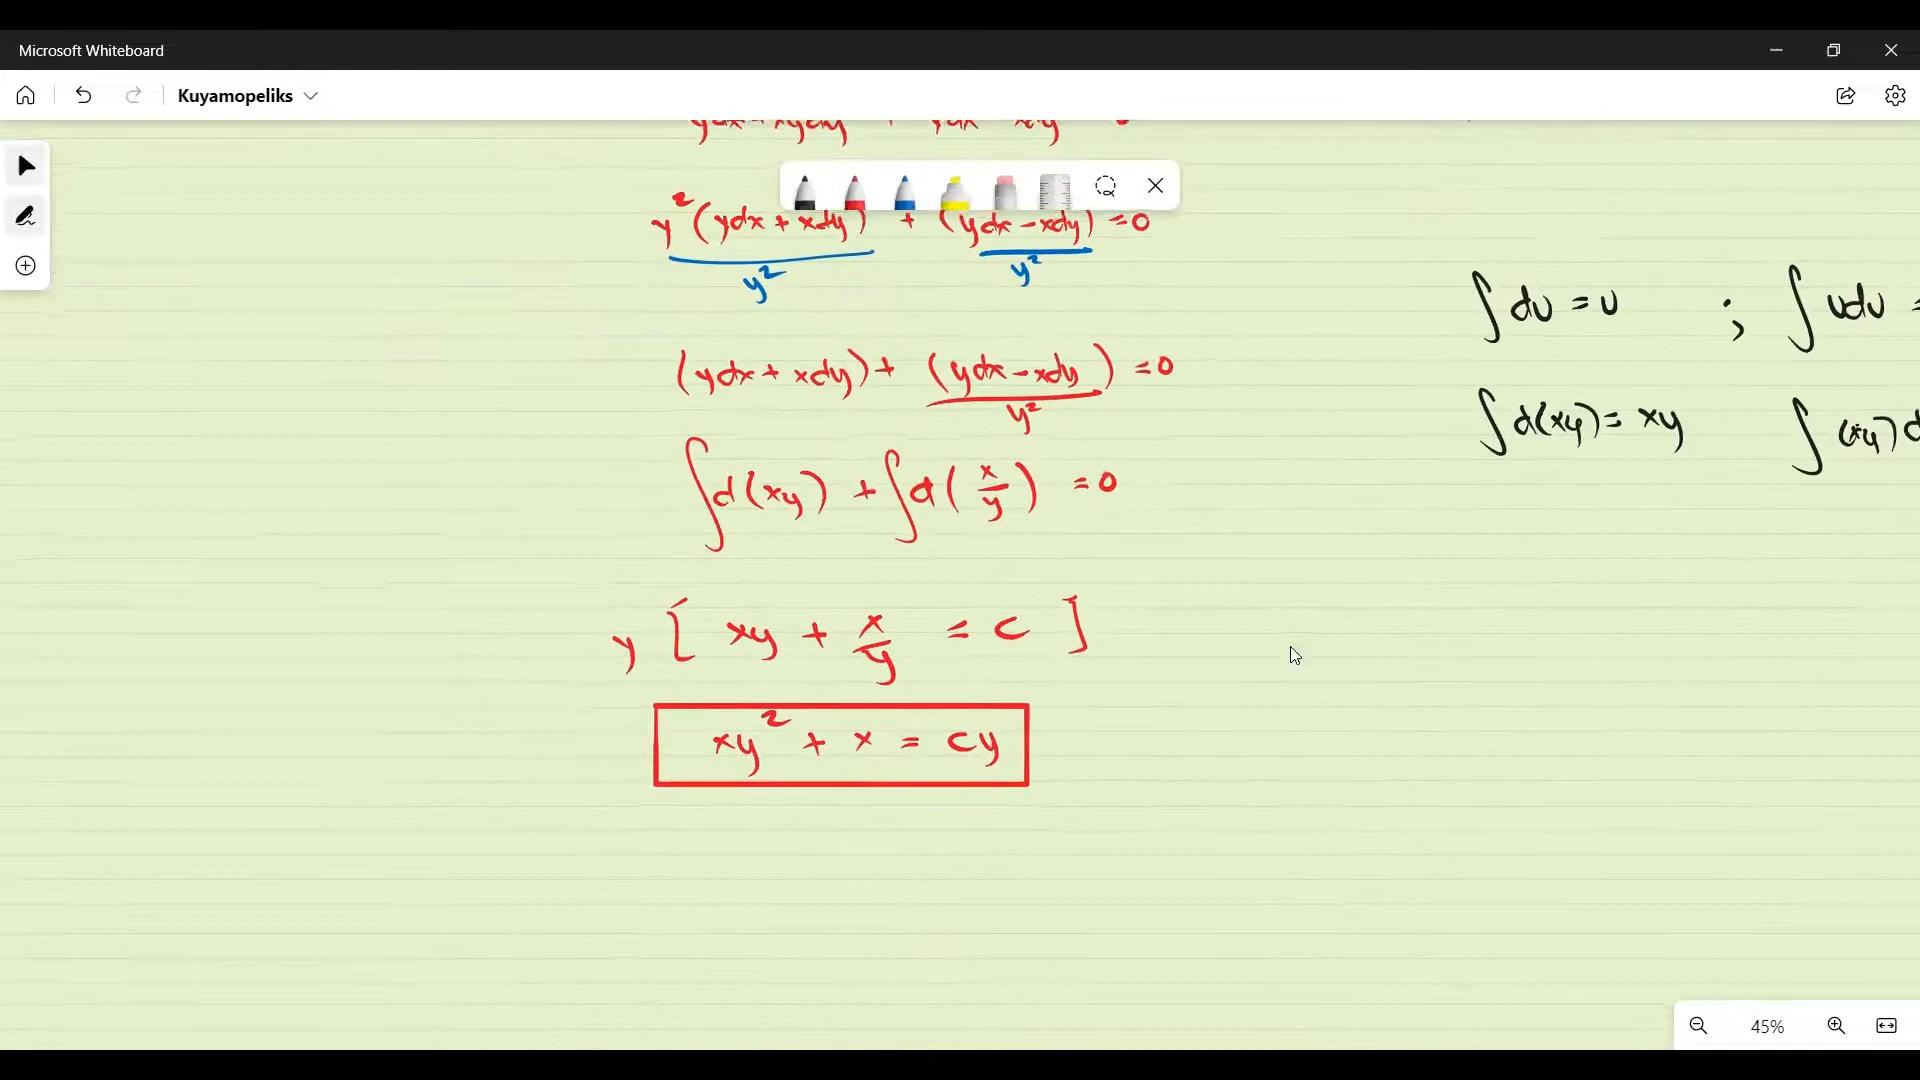 Microsoft Whiteboard
Kuyamopeliks
y²(ydx + xdy) + (ydx - xdy) = 0
y² y²
(ydx + xdy) + (ydx - xdy) = 0
y²
∫d(xy) + ∫d(x/y) = 0
y [ xy + x/y = c ]
xy² + x = cy
∫du = u ; ∫udu =
∫d(xy) = xy ∫(xy)d
45%